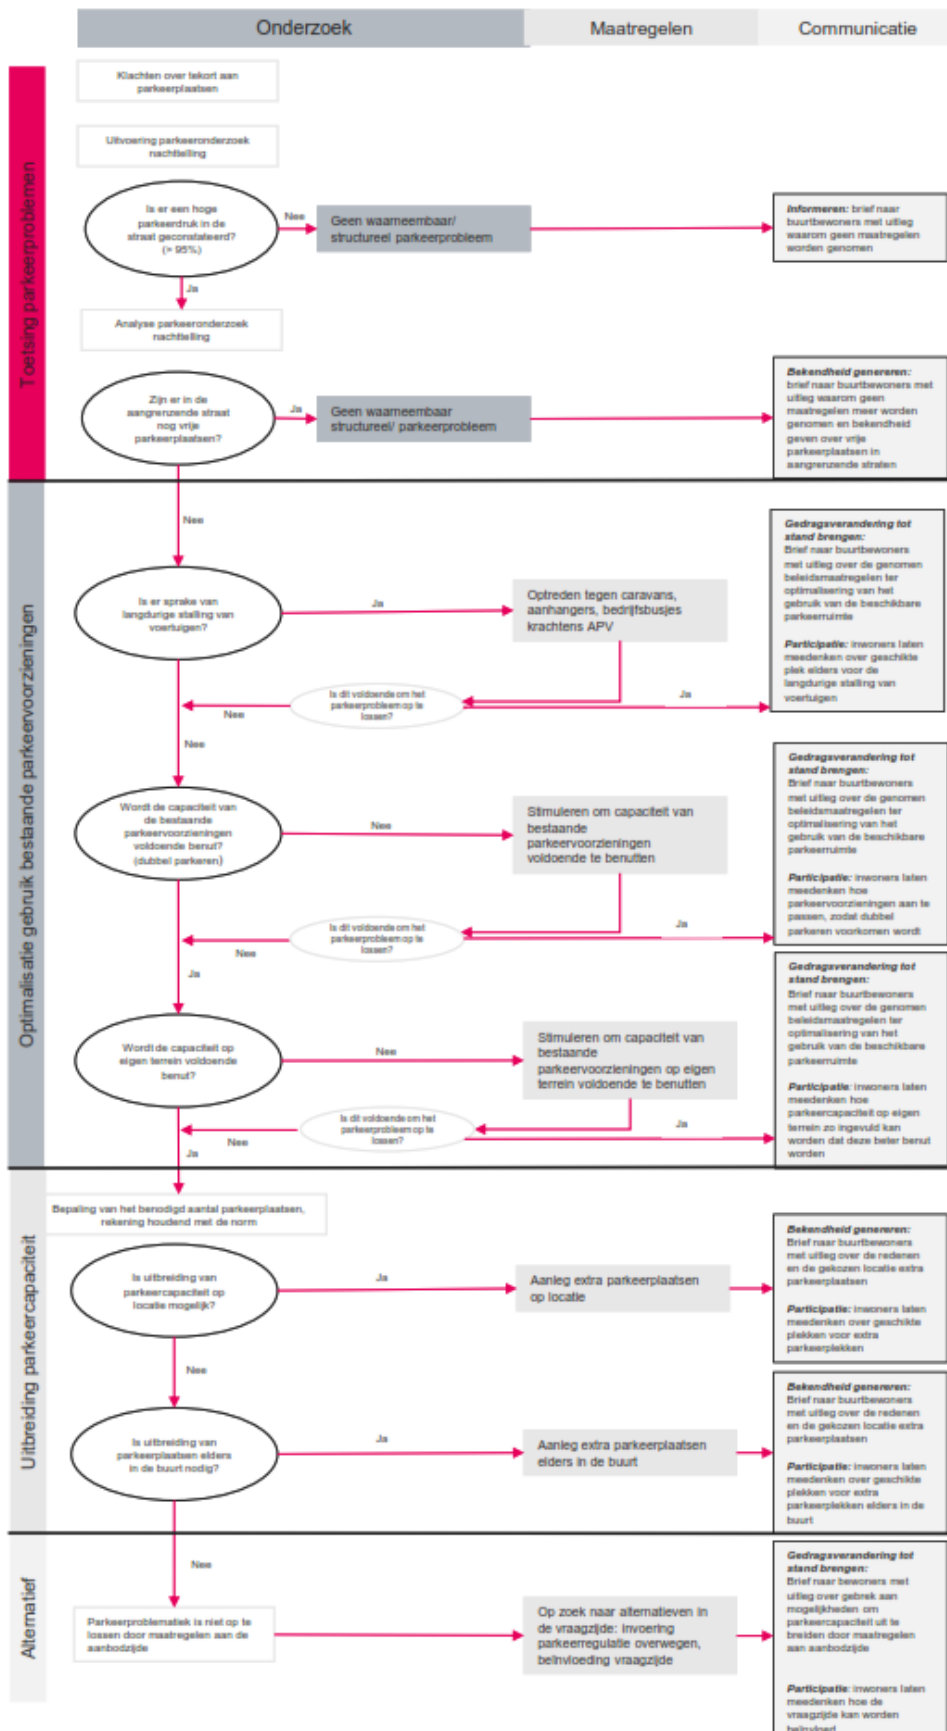 Onderzoek
Maatregelen
Communicatie
Toetsing parkeerproblemen
Klachten over tekort aan
parkeerplaatsen
Uitvoering parkeeronderzoek
nachttelling
Is er een hoge
parkeerdruk in de
straat geconstateerd?
(> 95%)
Nee
Geen waarneembaar/
structureel parkeerprobleem
Informeren: brief naar
buurtbewoners met uitleg
waarom geen maatregelen
worden genomen
Ja
Analyse parkeeronderzoek
nachttelling
Zijn er in de
aangrenzende straat
nog vrije
parkeerplaatsen?
Ja
Geen waarneembaar
structureel/ parkeerprobleem
Bekendheid genereren:
brief naar buurtbewoners met
uitleg waarom geen
maatregelen meer worden
genomen en bekendheid
geven over vrije
parkeerplaatsen in
aangrenzende straten
Optimalisatie gebruik bestaande parkeervoorzieningen
Nee
Is er sprake van
langdurige stalling van
voertuigen?
Ja
Optreden tegen caravans,
aanhangers, bedrijfsbusjes
krachtens APV
Gedragsverandering tot
stand brengen:
Brief naar buurtbewoners
met uitleg over de genomen
beleidsmaatregelen ter
optimalisering van het
gebruik van de beschikbare
parkeerruimte
Participatie: inwoners laten
meedenken over geschikte
plek elders voor de
langdurige stalling van
voertuigen
Is dit voldoende om het
parkeerprobleem op te
lossen?
Nee
Ja
Nee
Wordt de capaciteit van
de bestaande
parkeervoorzieningen
voldoende benut?
(dubbel parkeren)
Nee
Stimuleren om capaciteit van
bestaande
parkeervoorzieningen
voldoende te benutten
Gedragsverandering tot
stand brengen:
Brief naar buurtbewoners
met uitleg over de genomen
beleidsmaatregelen ter
optimalisering van het
gebruik van de beschikbare
parkeerruimte
Participatie: inwoners laten
meedenken hoe
parkeervoorzieningen aan te
passen, zodat dubbel
parkeren voorkomen wordt
Is dit voldoende om het
parkeerprobleem op te
lossen?
Nee
Ja
Ja
Wordt de capaciteit op
eigen terrein voldoende
benut?
Nee
Stimuleren om capaciteit van
bestaande
parkeervoorzieningen op eigen
terrein voldoende te benutten
Gedragsverandering tot
stand brengen:
Brief naar buurtbewoners
met uitleg over de genomen
beleidsmaatregelen ter
optimalisering van het
gebruik van de beschikbare
parkeerruimte
Participatie: inwoners laten
meedenken hoe
parkeercapaciteit op eigen
terrein zo ingevuld kan
worden dat deze beter benut
worden
Is dit voldoende om het
parkeerprobleem op te
lossen?
Nee
Ja
Ja
Uitbreiding parkeercapaciteit
Bepaling van het benodigd aantal parkeerplaatsen,
rekening houdend met de norm
Is uitbreiding van
parkeercapaciteit op
locatie mogelijk?
Ja
Aanleg extra parkeerplaatsen
op locatie
Bekendheid genereren:
Brief naar buurtbewoners
met uitleg over de redenen
en de gekozen locatie extra
parkeerplaatsen
Participatie: inwoners laten
meedenken over geschikte
plekken voor extra
parkeerplekken
Nee
Is uitbreiding van
parkeerplaatsen elders
in de buurt nodig?
Ja
Aanleg extra parkeerplaatsen
elders in de buurt
Bekendheid genereren:
Brief naar buurtbewoners
met uitleg over de redenen
en de gekozen locatie extra
parkeerplaatsen
Participatie: inwoners laten
meedenken over geschikte
plekken voor extra
parkeerplekken elders in de
buurt
Alternatief
Nee
Parkeerproblematiek is niet op te
lossen door maatregelen aan de
aanbodzijde
Op zoek naar alternatieven in
de vraagzijde: invoering
parkeerregulatie overwegen,
beïnvloeding vraagzijde
Gedragsverandering tot
stand brengen:
Brief naar bewoners met
uitleg over gebrek aan
mogelijkheden om
parkeercapaciteit uit te
breiden door maatregelen
aan aanbodzijde
Participatie: inwoners laten
meedenken hoe de
vraagzijde kan worden
beïnvloed